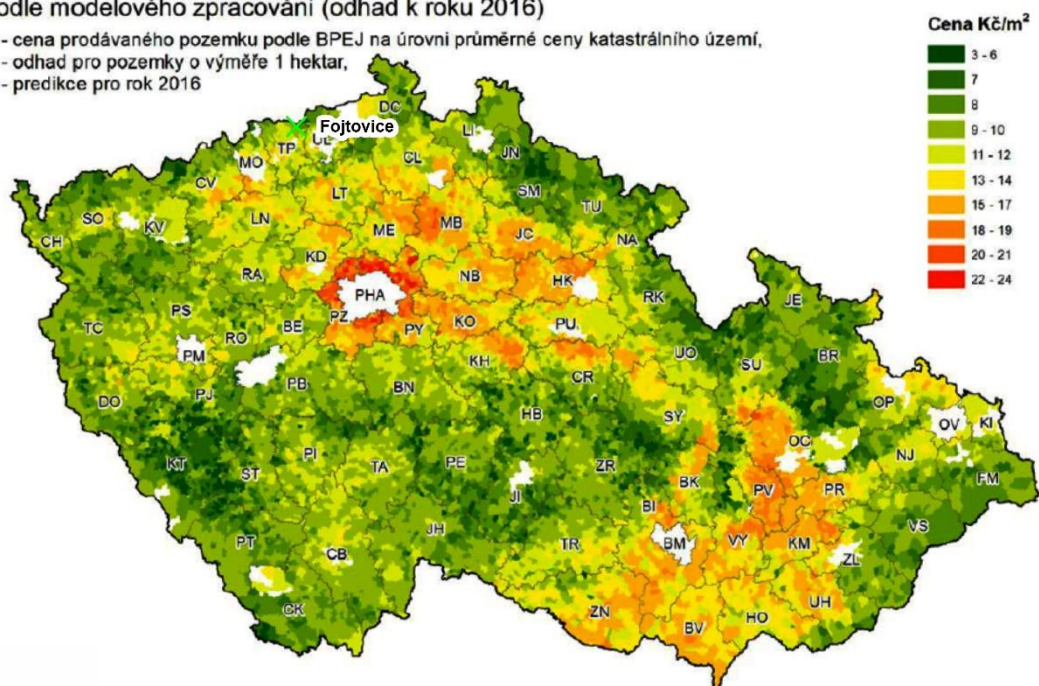 odle modelového zpracování (odhad k roku 2016)
- cena prodávaného pozemku podle BPEJ na úrovni průměrné ceny katastrálního území,
- odhad pro pozemky o výměře 1 hektar,
- predikce pro rok 2016
Cena Kč/m²
3 - 6
7
8
9 - 10
11 - 12
13 - 14
15 - 17
18 - 19
20 - 21
22 - 24
DC
Fojtovice
LI
TP
UL
JN
MO
CL
CV
LT
SM
TU
SO
KV
LN
ME
MB
JC
NA
CH
KD
RA
NB
HK
PHA
RK
JE
PS
PZ
KO
PU
TC
RO
BE
PY
PM
KH
UO
SU
BR
PJ
PB
BN
CR
DO
HB
SY
OP
OV
KI
KT
ST
PI
TA
PE
ZR
OC
NJ
JI
BK
PV
PR
FM
BI
PT
CB
JH
TR
BM
VY
KM
VS
ZL
CK
ZN
BV
HO
UH